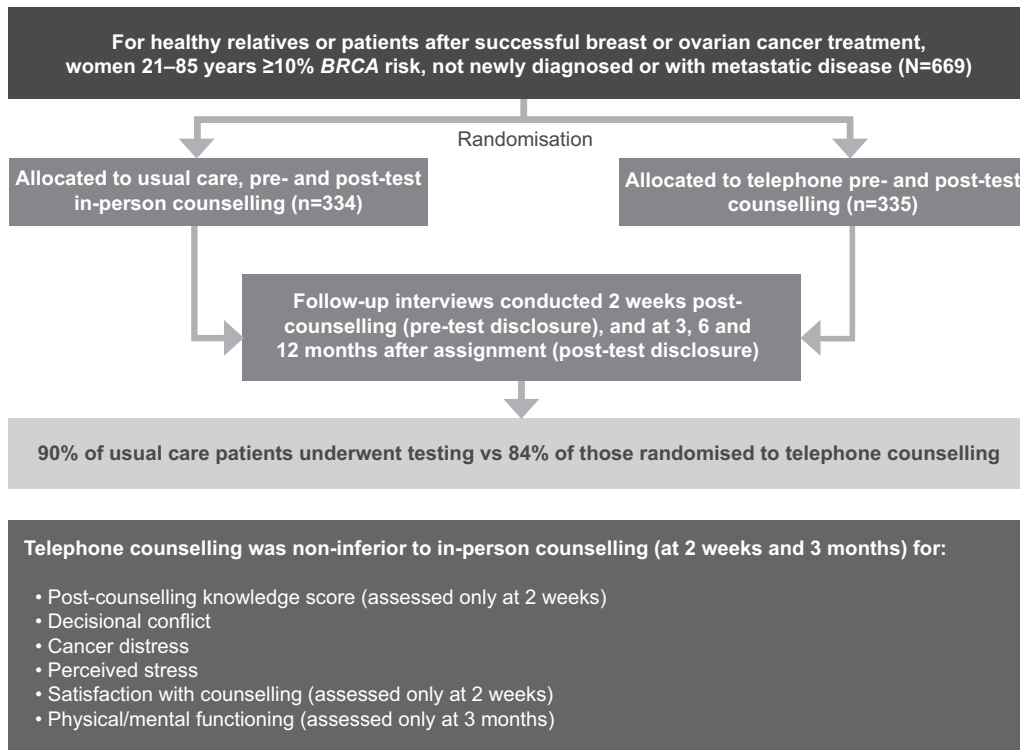 For healthy relatives or patients after successful breast or ovarian cancer treatment,
women 21–85 years ≥10% BRCA risk, not newly diagnosed or with metastatic disease (N=669)
Randomisation
Allocated to usual care, pre- and post-test
in-person counselling (n=334)
Allocated to telephone pre- and post-test
counselling (n=335)
Follow-up interviews conducted 2 weeks post-
counselling (pre-test disclosure), and at 3, 6 and
12 months after assignment (post-test disclosure)
90% of usual care patients underwent testing vs 84% of those randomised to telephone counselling
Telephone counselling was non-inferior to in-person counselling (at 2 weeks and 3 months) for:
• Post-counselling knowledge score (assessed only at 2 weeks)
• Decisional conflict
• Cancer distress
• Perceived stress
• Satisfaction with counselling (assessed only at 2 weeks)
• Physical/mental functioning (assessed only at 3 months)